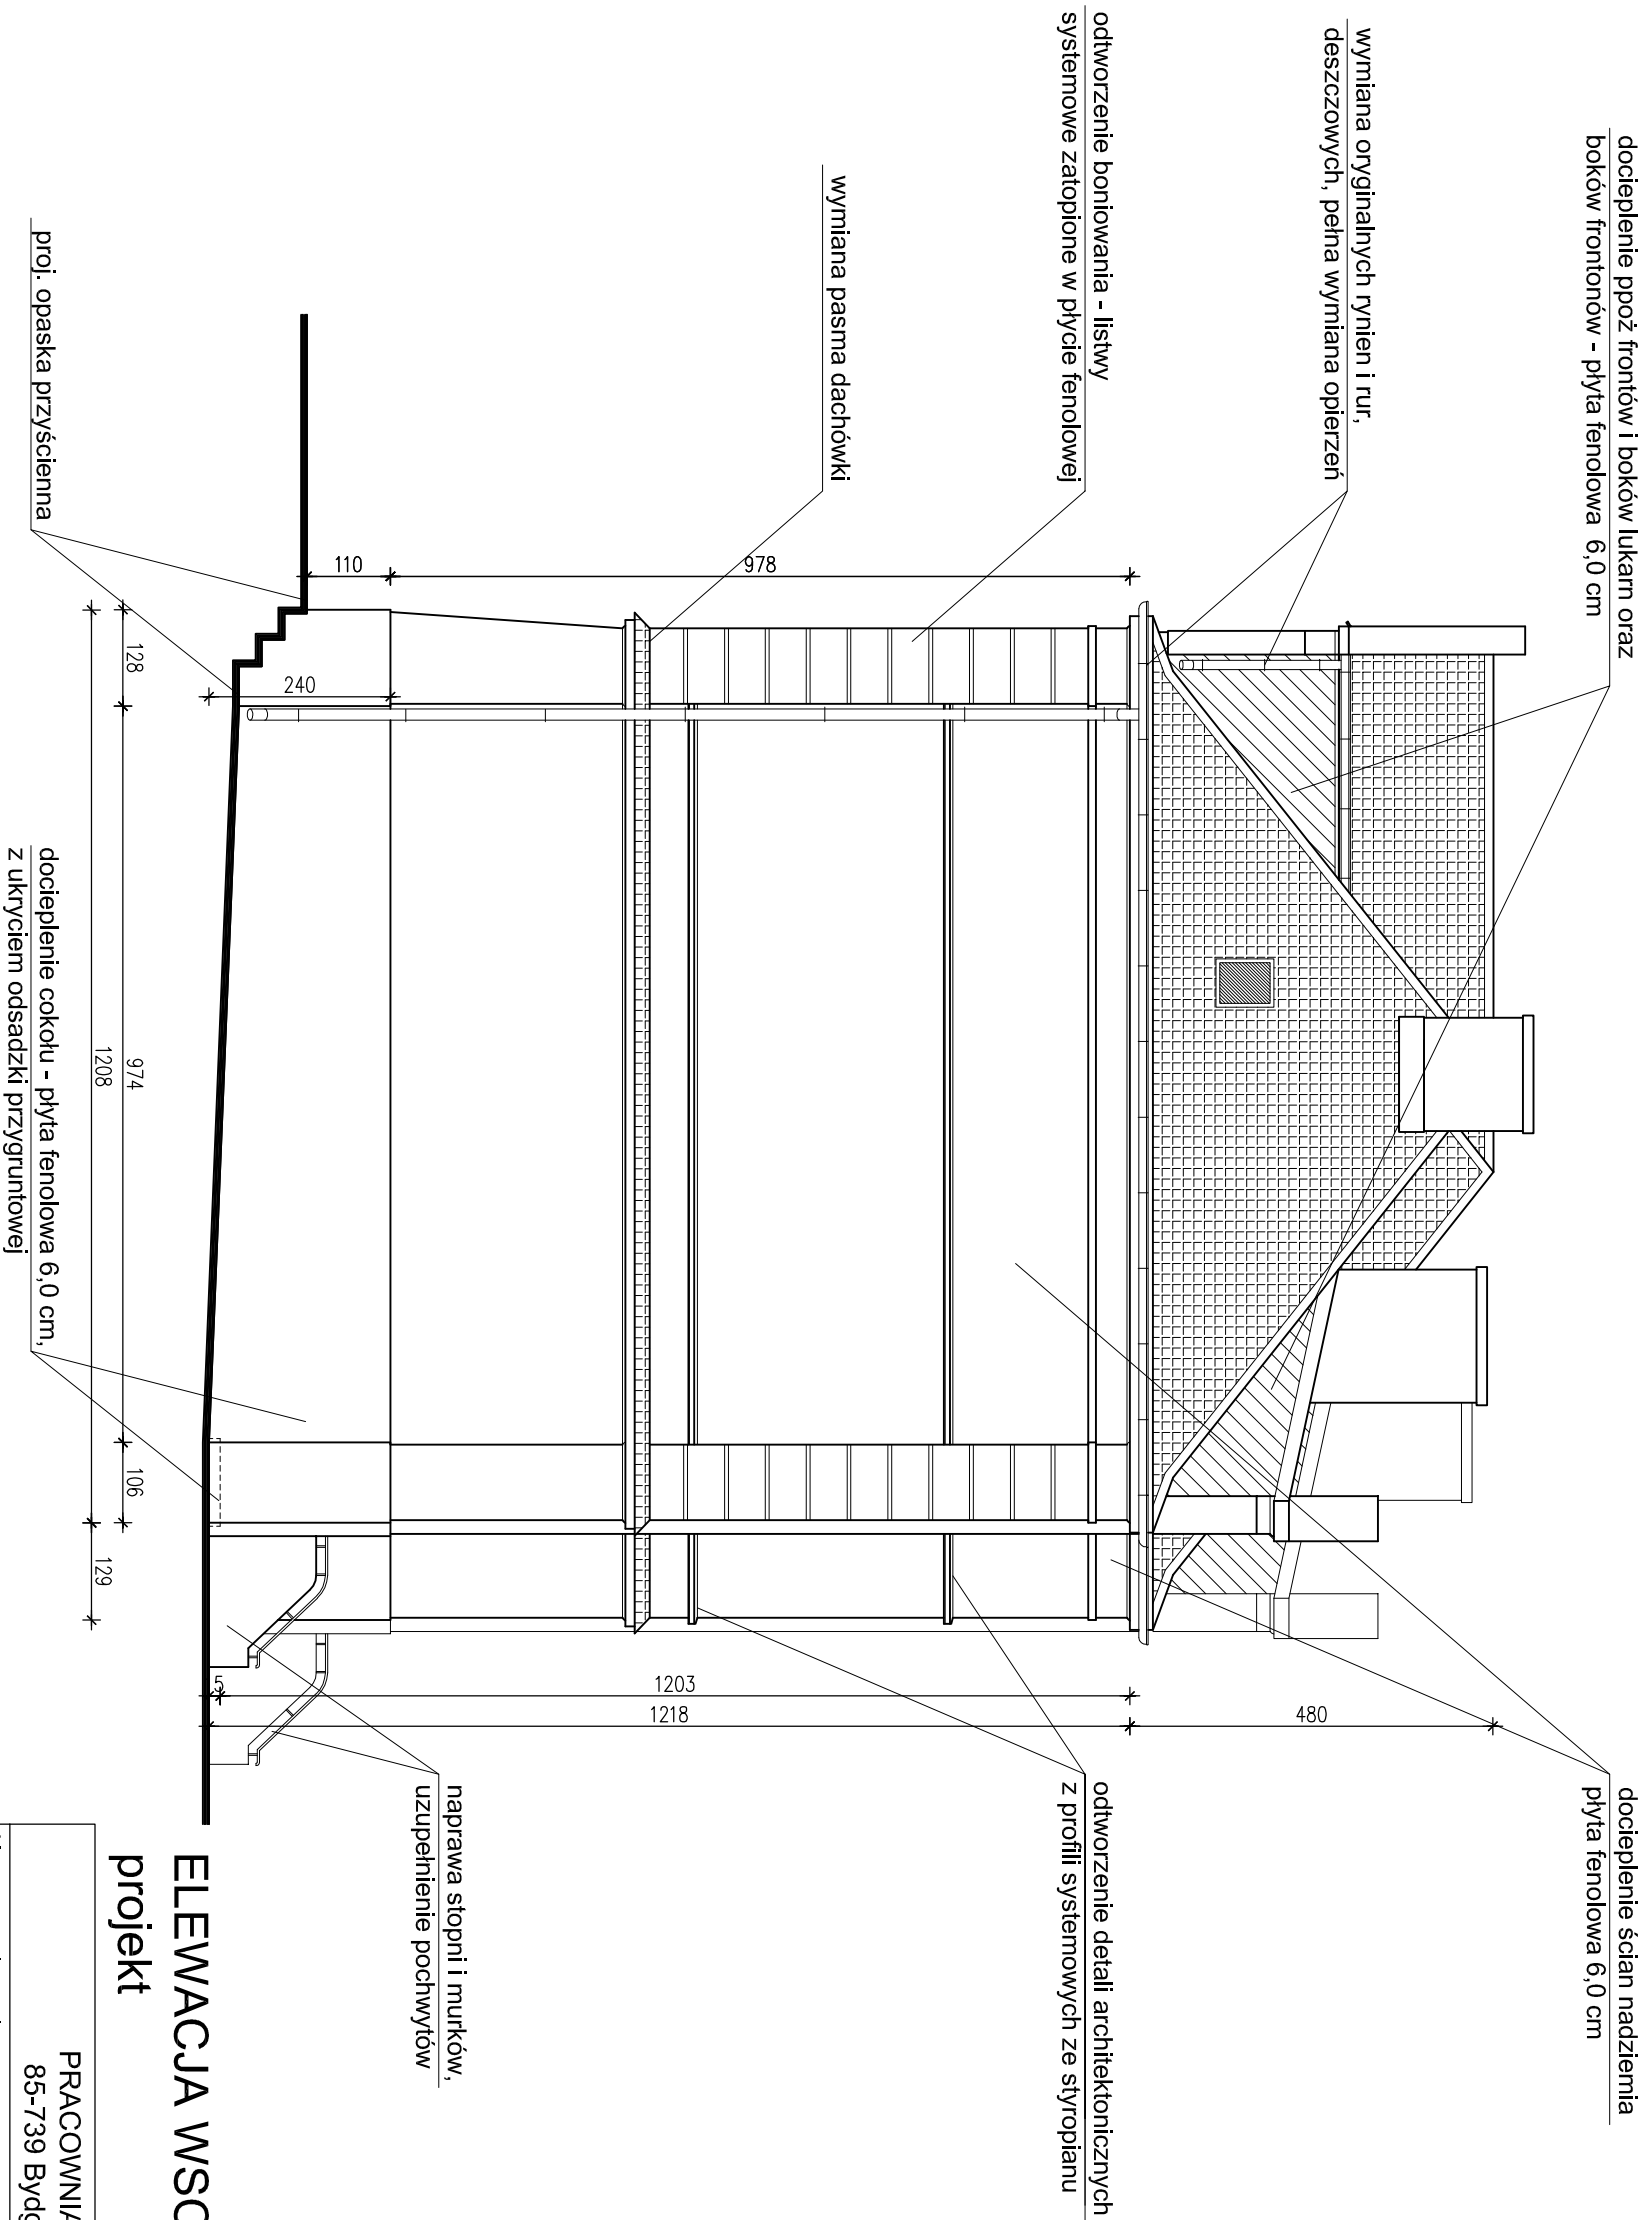 docieplenie ppoż frontów i boków lukarn oraz
boków frontonów - płyta fenolowa 6,0 cm
wymiana oryginalnych rynien i rur,
deszczowych, pełna wymiana opierzeń
odtworzenie boniowania - listwy
systemowe zatopione w płycie fenolowej
wymiana pasma dachówki
proj. opaska przyścienna
docieplenie cokołu - płyta fenolowa 6,0 cm,
z ukryciem odsadzki przygruntowej
docieplenie ścian nadziemia
płyta fenolowa 6,0 cm
odtworzenie detali architektonicznych
z profili systemowych ze styropianu
naprawa stopni i murków,
uzupełnienie pochwytów
110
978
240
128
974
106
1208
129
5
1203
1218
480
ELEWACJA WSC
projekt
PRACOWNIA
85-739 Bydg